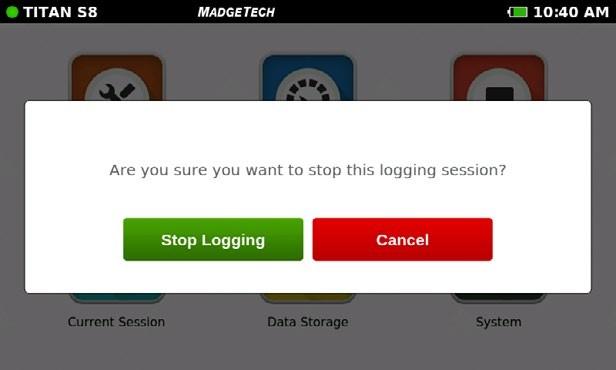 TITAN S8 MADGETECH 10:40 AM
Are you sure you want to stop this logging session?
Stop Logging Cancel
Current Session Data Storage System